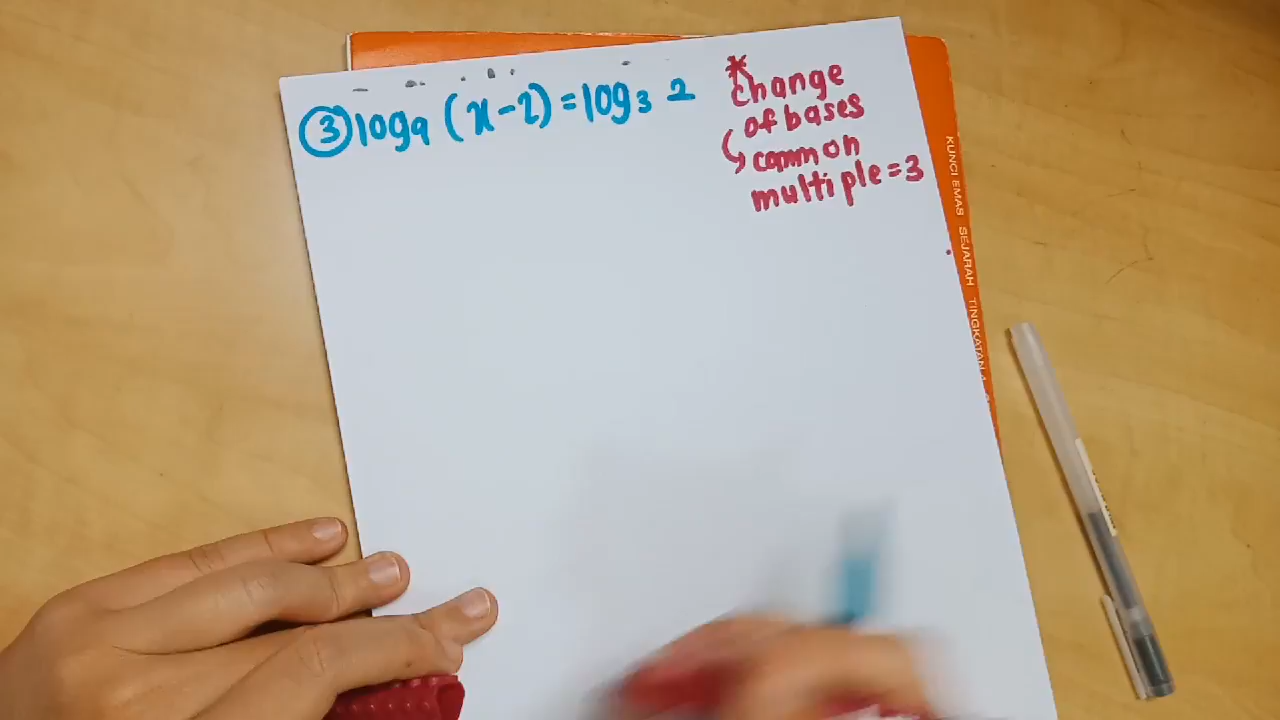 ③ log₉ (x-2) = log₃ 2
* change
of bases
↳ common
multiple = 3
KUNCI EMAS SEJARAH TINGKATAN 4